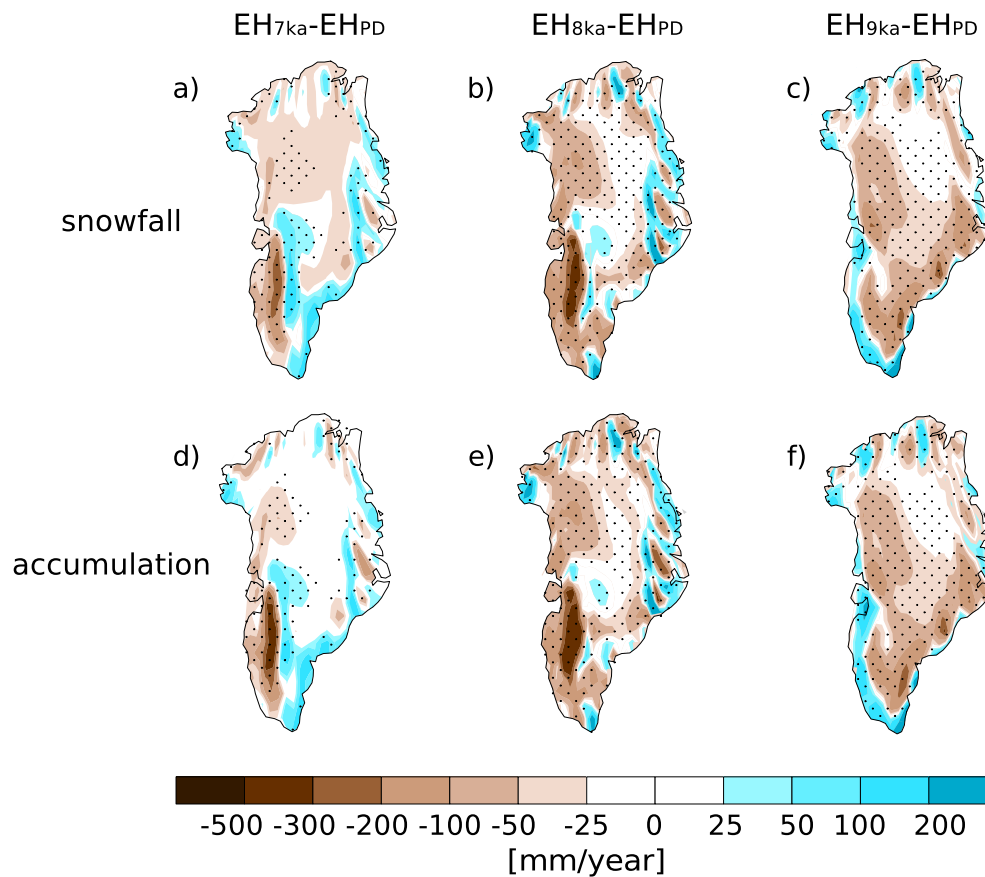 EH7ka-EHPD EH8ka-EHPD EH9ka-EHPD
a) b) c)
snowfall
d) e) f)
accumulation
-500 -300 -200 -100 -50 -25 0 25 50 100 200
[mm/year]